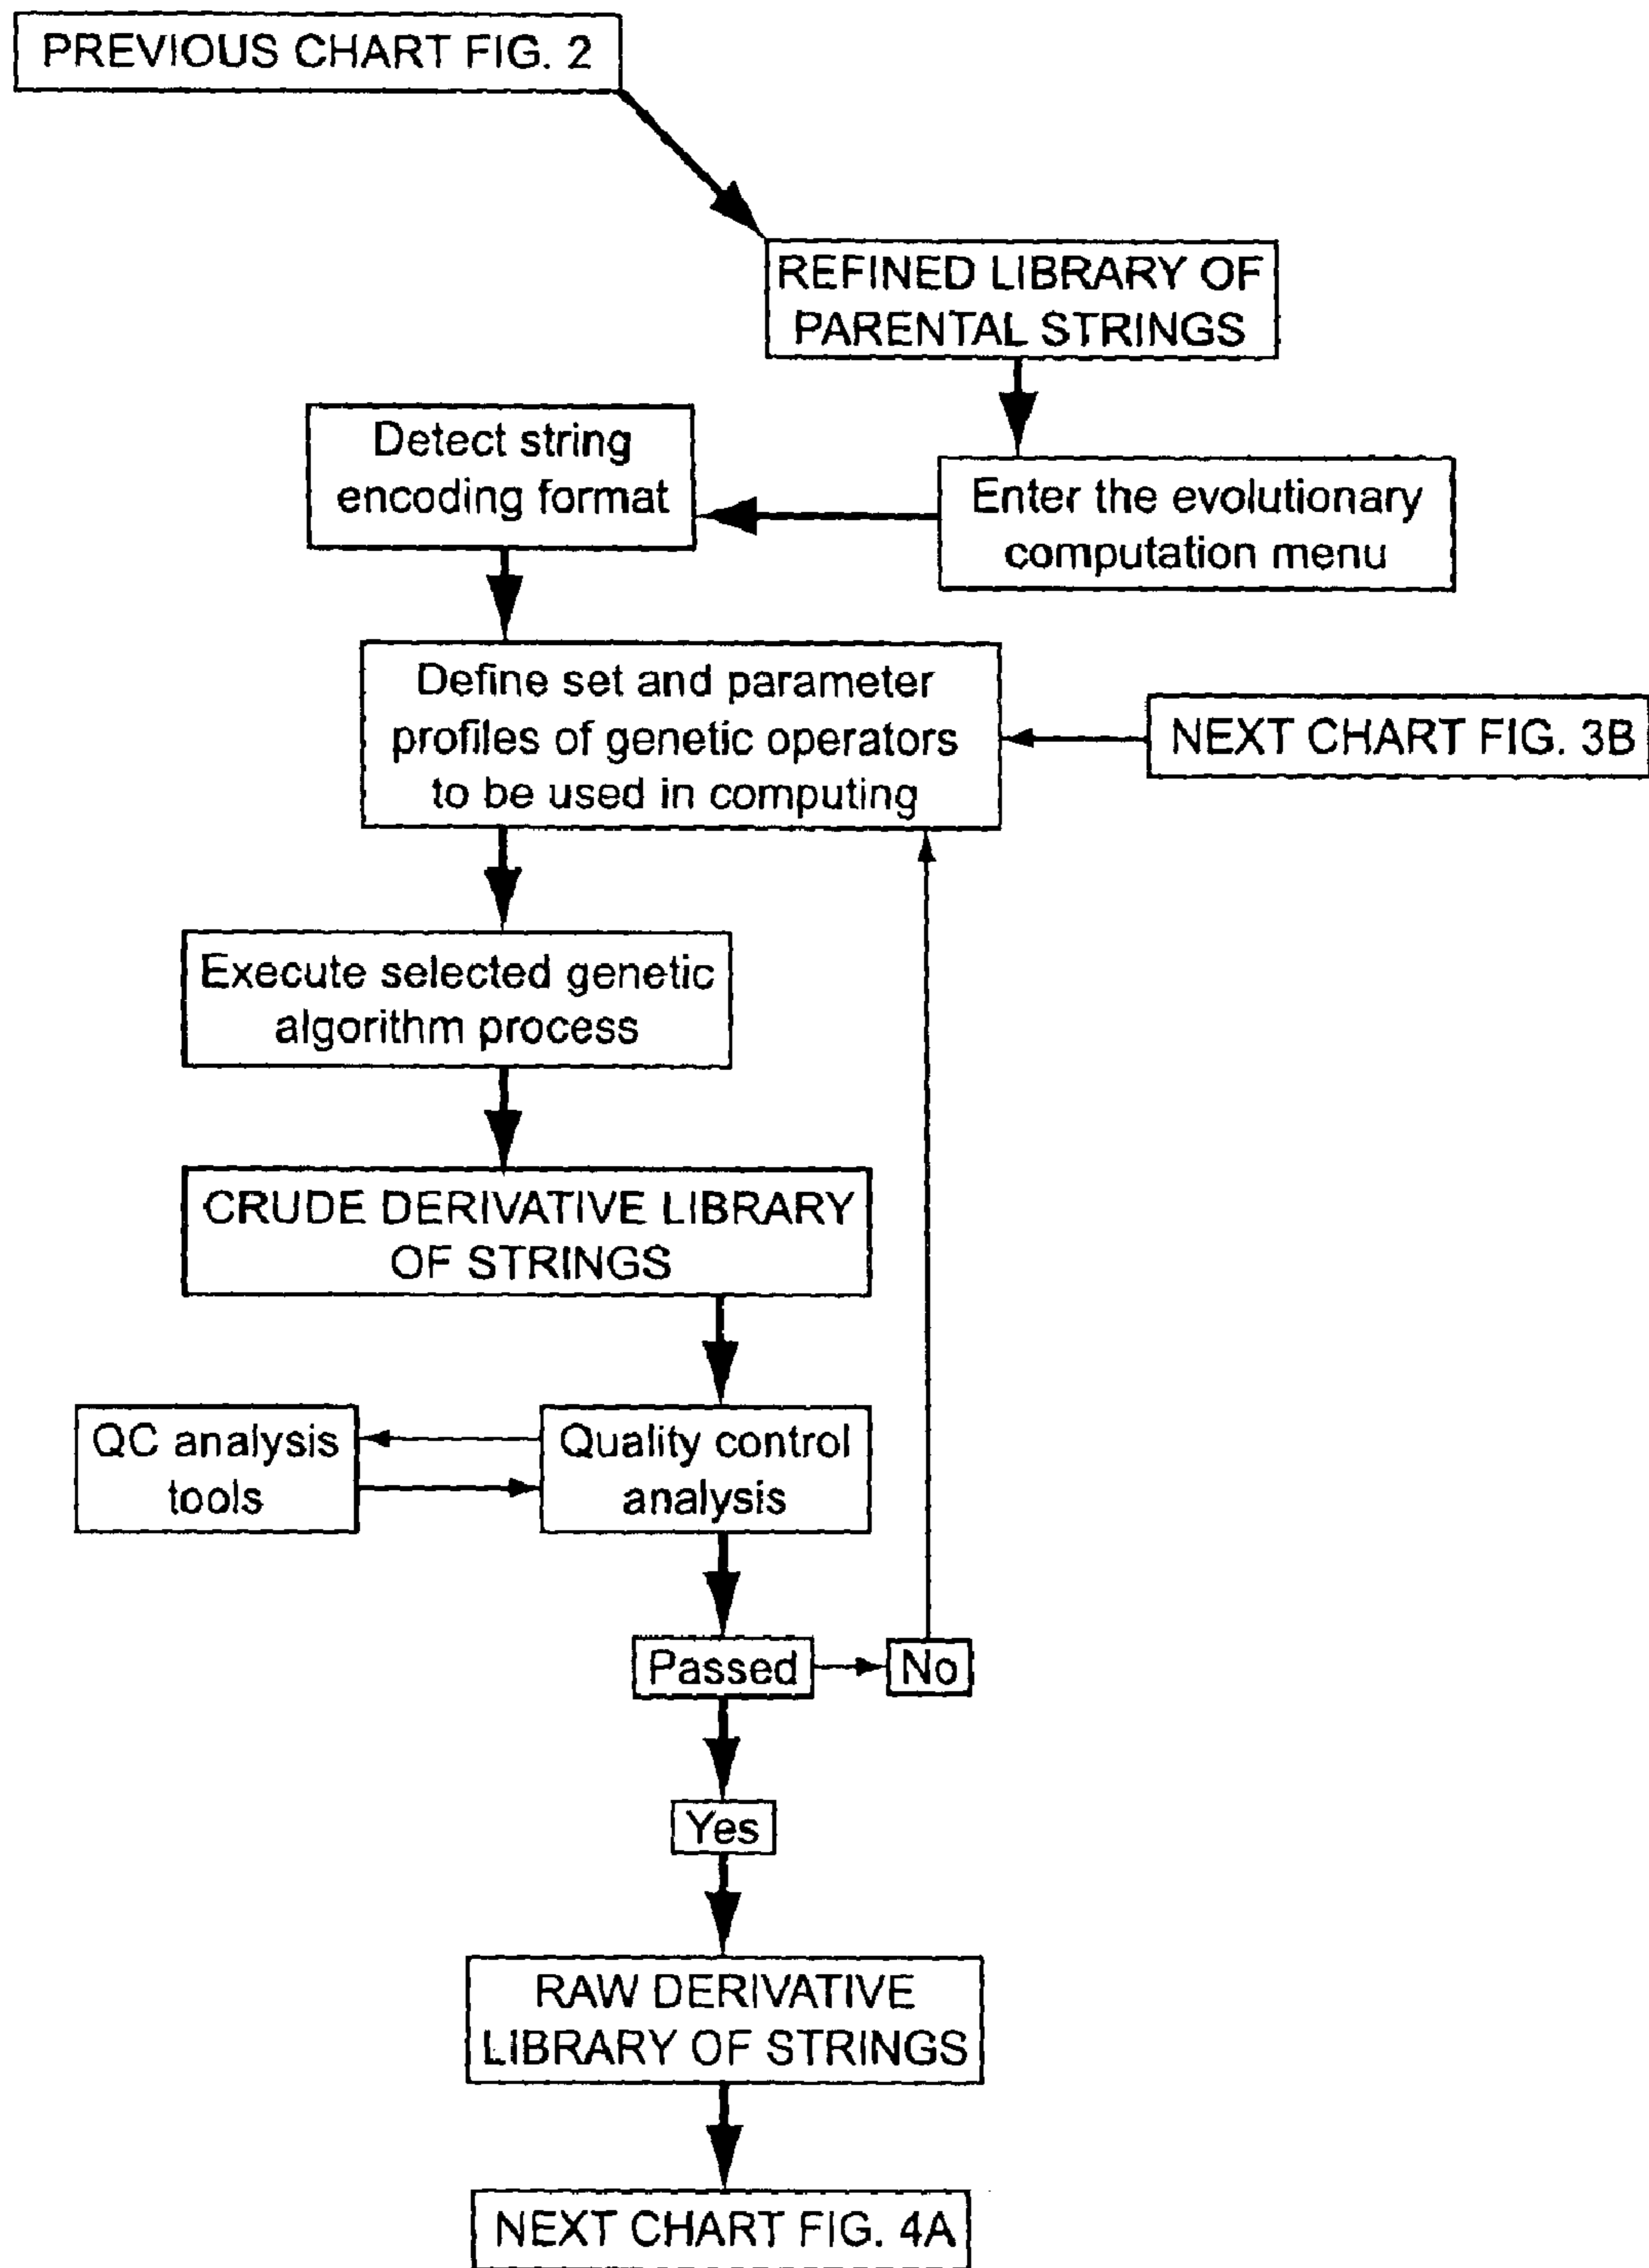 PREVIOUS CHART FIG. 2
REFINED LIBRARY OF
PARENTAL STRINGS
Detect string
encoding format
Enter the evolutionary
computation menu
Define set and parameter
profiles of genetic operators
to be used in computing
NEXT CHART FIG. 3B
Execute selected genetic
algorithm process
CRUDE DERIVATIVE LIBRARY
OF STRINGS
QC analysis
tools
Quality control
analysis
Passed
No
Yes
RAW DERIVATIVE
LIBRARY OF STRINGS
NEXT CHART FIG. 4A